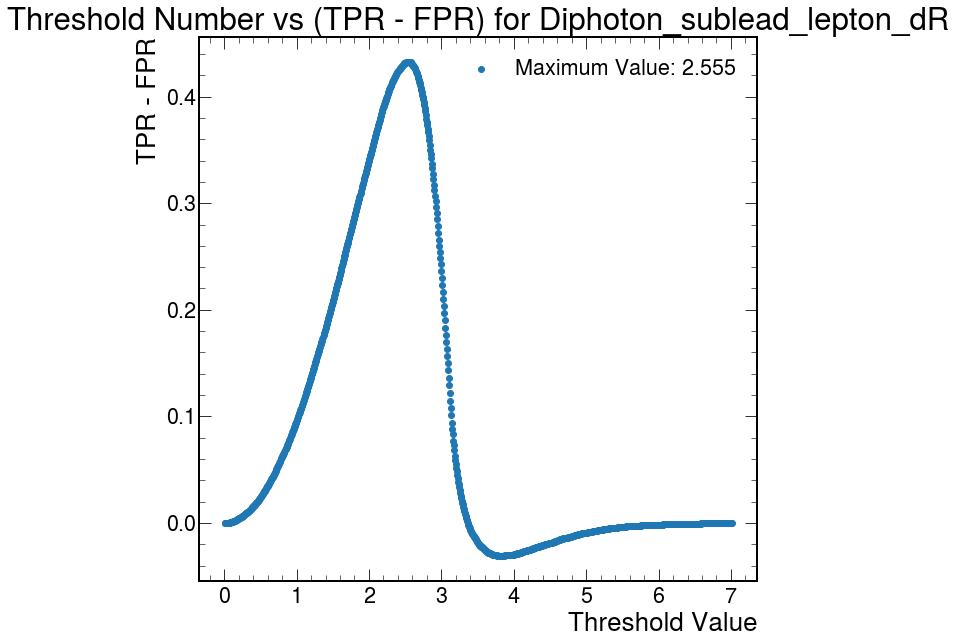 Threshold Number vs (TPR - FPR) for Diphoton_sublead_lepton_dR
TPR - FPR
Maximum Value: 2.555
0.4
0.3
0.2
0.1
0.0
0 1 2 3 4 5 6 7
Threshold Value